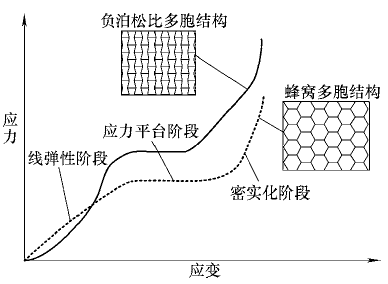 负泊松比多胞结构
蜂窝多胞结构
应力平台阶段
线弹性阶段
密实化阶段
应力
应变